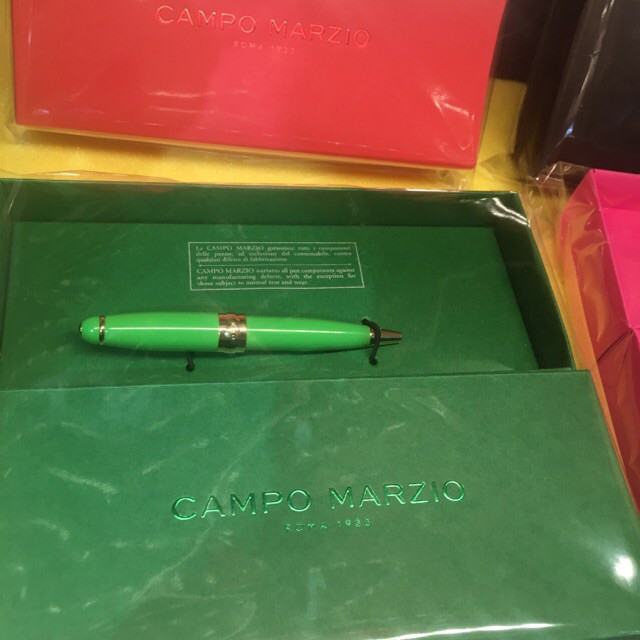 CAMPO MARZIO
ROMA 1933
La CAMPO MARZIO garantisce tutti i componenti
delle penne, ad esclusione del consumabile, contro
qualsiasi difetto di fabbricazione.
CAMPO MARZIO warrants all pen components against
any manufacturing defects, with the exception for
those subject to normal tear and wear.
CAMPO MARZIO
ROMA 1933